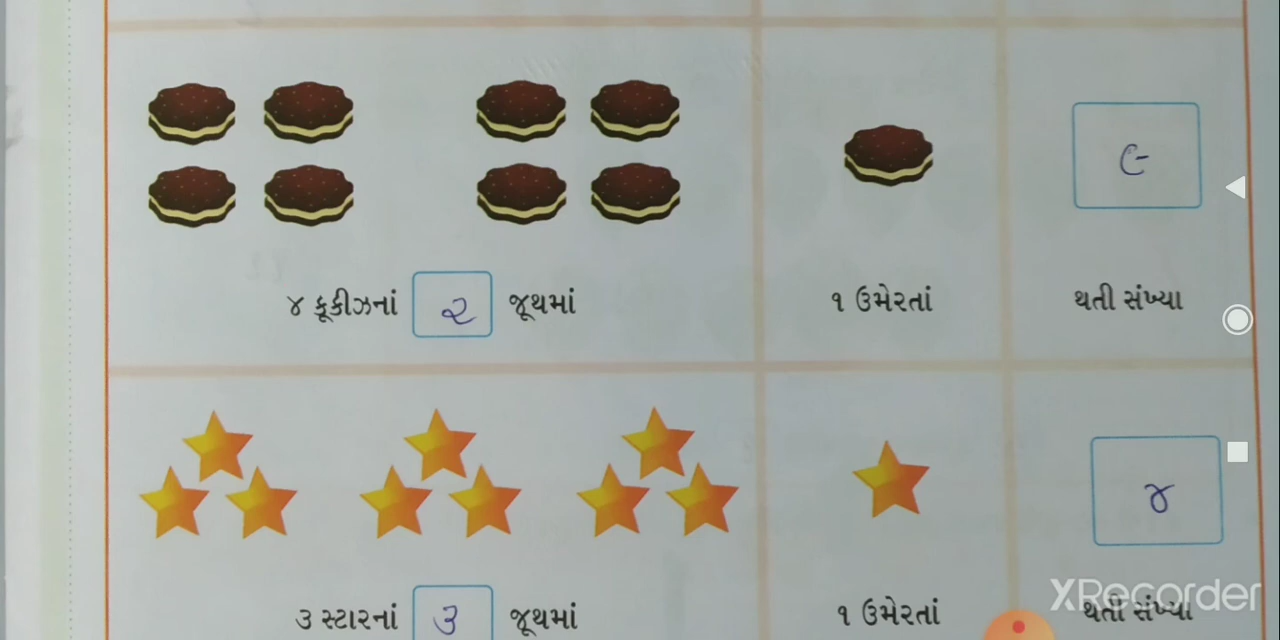 ૯
૪ કૂકીઝનાં ૨ જૂથમાં ૧ ઉમેરતાં થતી સંખ્યા
૪
૩ સ્ટારનાં ૩ જૂથમાં ૧ ઉમેરતાં થતી સંખ્યા
XRecorder